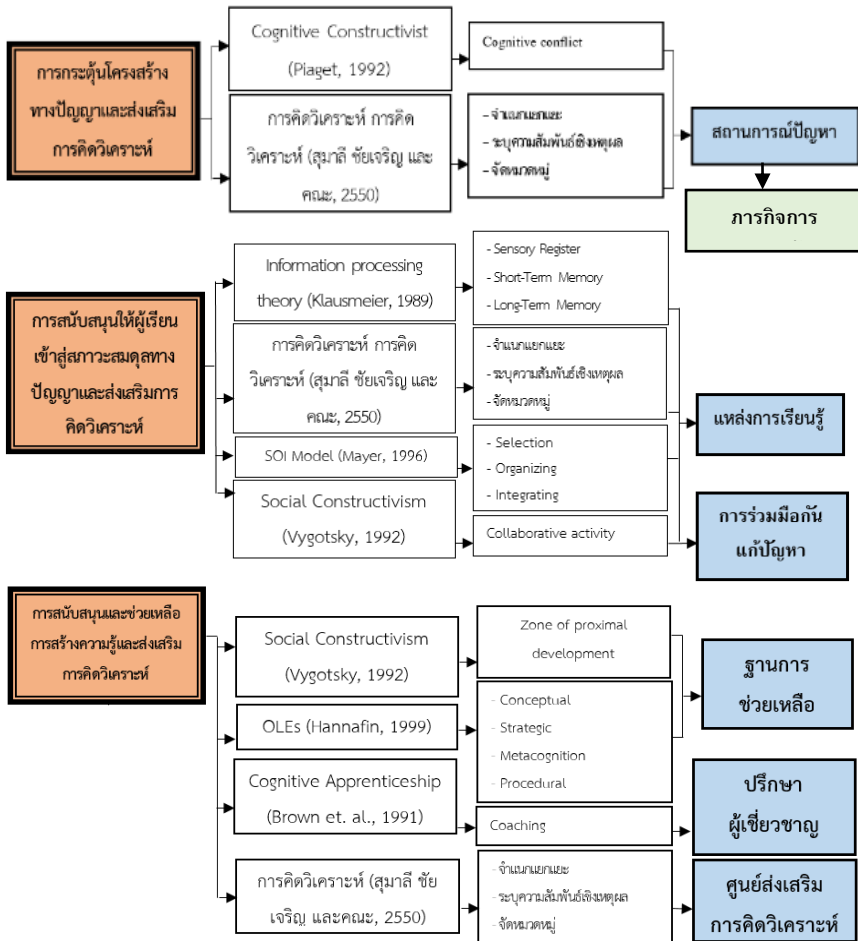 การกระตุ้นโครงสร้าง
ทางปัญญาและส่งเสริม
การคิดวิเคราะห์
Cognitive Constructivist
(Piaget, 1992)
Cognitive conflict
การคิดวิเคราะห์ การคิด
วิเคราะห์ (สุมาลี ชัยเจริญ และ
คณะ, 2550)
- จำแนกแยกแยะ
- ระบุความสัมพันธ์เชิงเหตุผล
- จัดหมวดหมู่
สถานการณ์ปัญหา
ภารกิจการ
การสนับสนุนให้ผู้เรียน
เข้าสู่สภาวะสมดุลทาง
ปัญญาและส่งเสริมการ
คิดวิเคราะห์
Information processing
theory (Klausmeier, 1989)
- Sensory Register
- Short-Term Memory
- Long-Term Memory
การคิดวิเคราะห์ การคิด
วิเคราะห์ (สุมาลี ชัยเจริญ และ
คณะ, 2550)
- จำแนกแยกแยะ
- ระบุความสัมพันธ์เชิงเหตุผล
- จัดหมวดหมู่
SOI Model (Mayer, 1996)
- Selection
- Organizing
- Integrating
Social Constructivism
(Vygotsky, 1992)
Collaborative activity
แหล่งการเรียนรู้
การร่วมมือกัน
แก้ปัญหา
การสนับสนุนและช่วยเหลือ
การสร้างความรู้และส่งเสริม
การคิดวิเคราะห์
Social Constructivism
(Vygotsky, 1992)
Zone of proximal
development
OLEs (Hannafin, 1999)
- Conceptual
- Strategic
- Metacognition
- Procedural
ฐานการ
ช่วยเหลือ
Cognitive Apprenticeship
(Brown et. al., 1991)
Coaching
ปรึกษา
ผู้เชี่ยวชาญ
การคิดวิเคราะห์ (สุมาลี ชัย
เจริญ และคณะ, 2550)
- จำแนกแยกแยะ
- ระบุความสัมพันธ์เชิงเหตุผล
- จัดหมวดหมู่
ศูนย์ส่งเสริม
การคิดวิเคราะห์